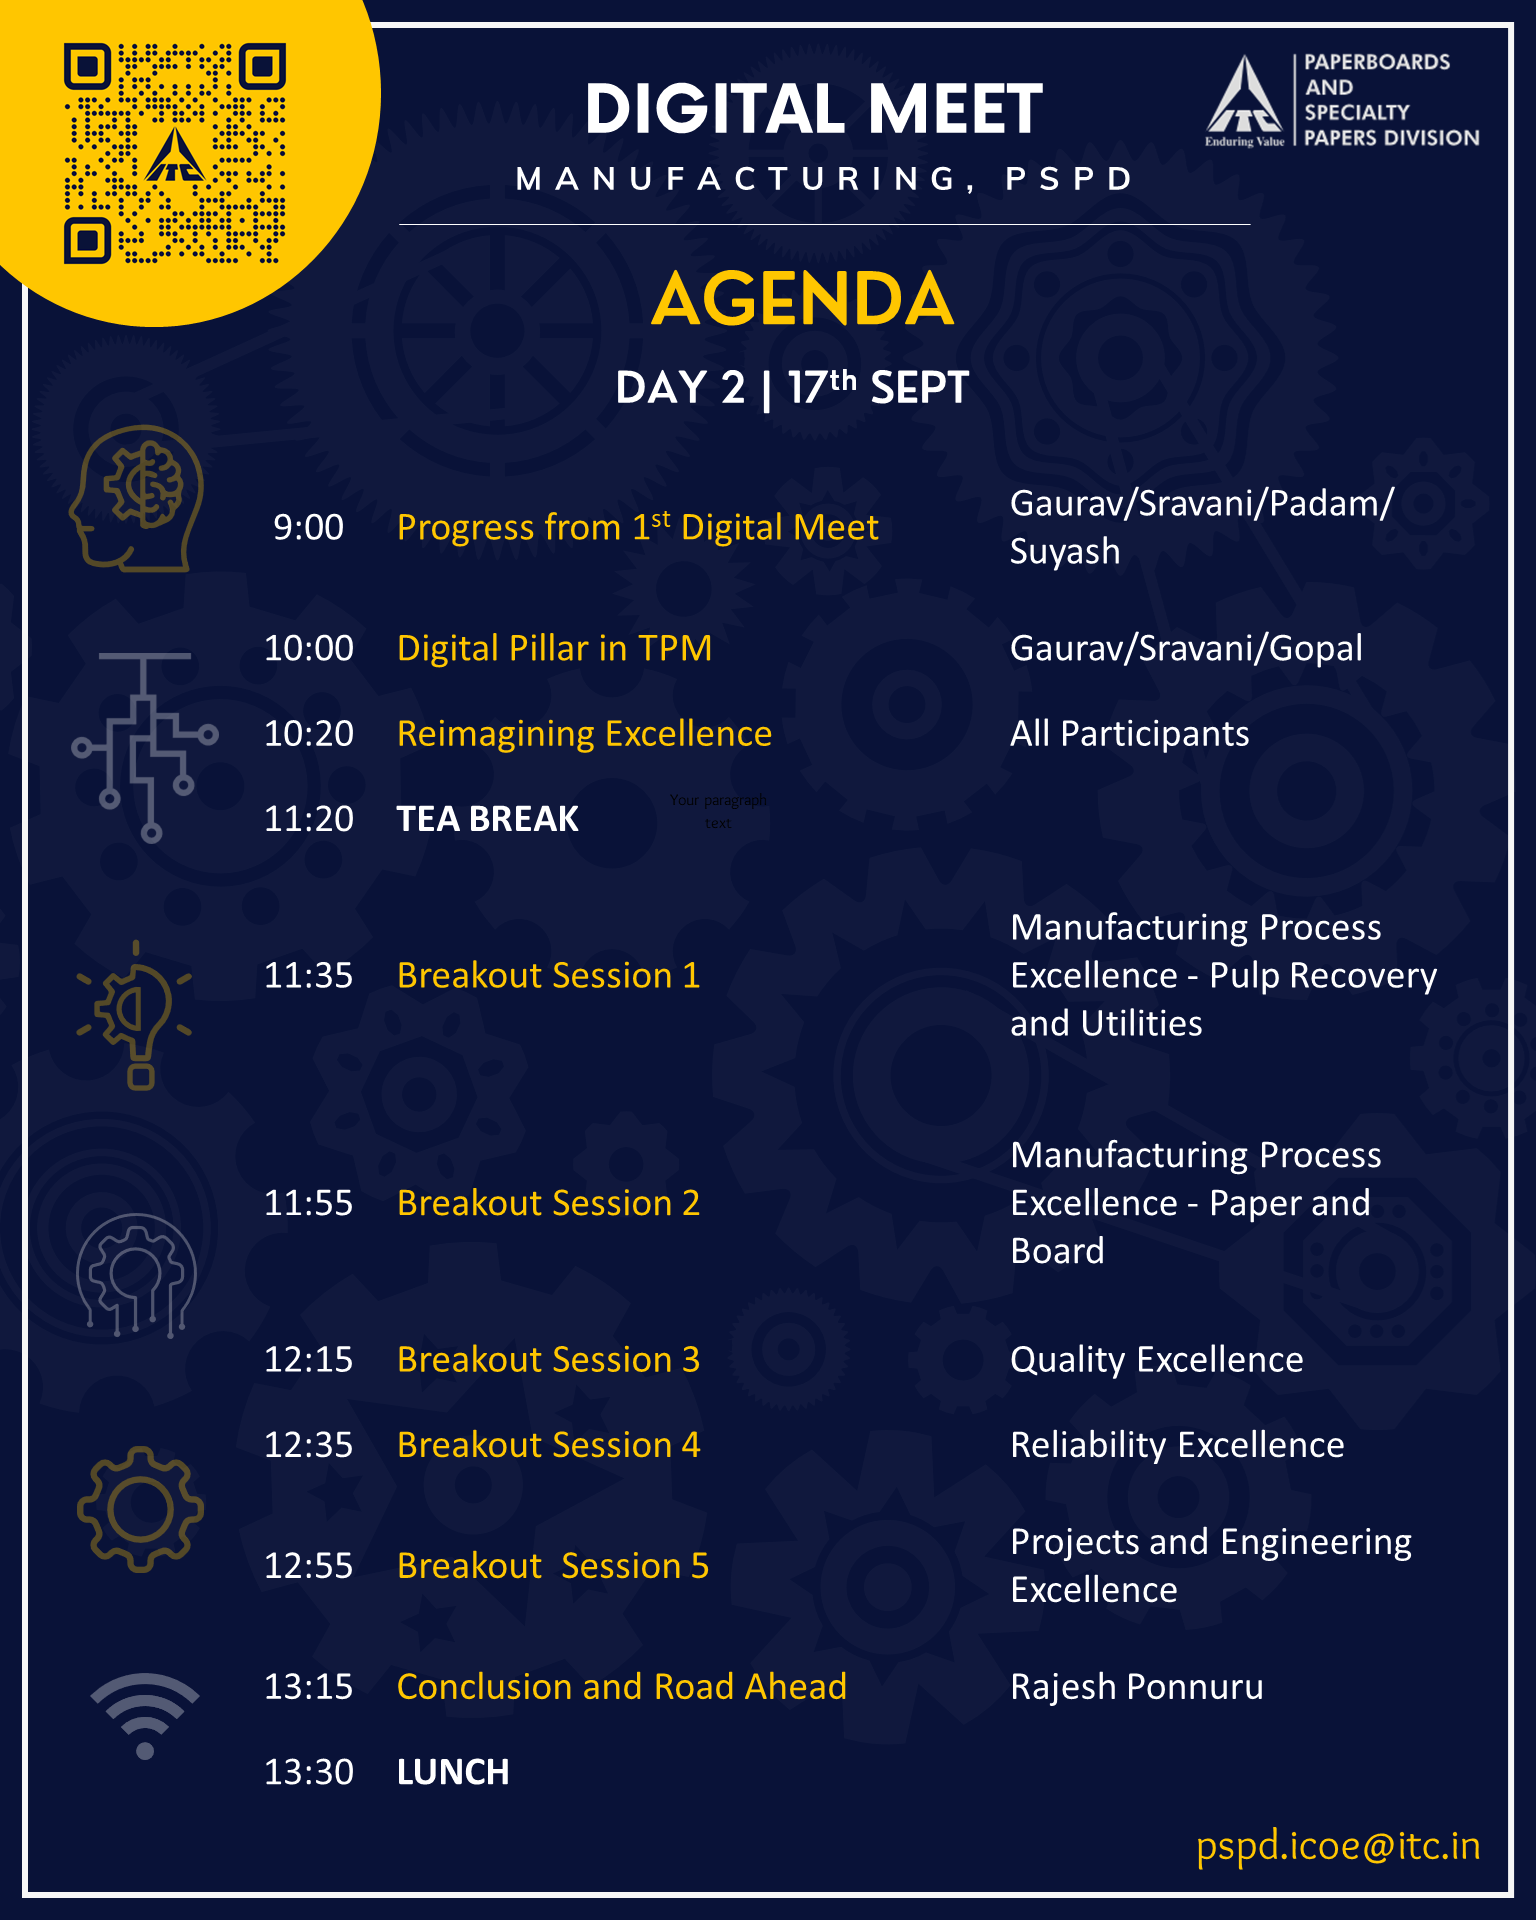 DIGITAL MEET
MANUFACTURING, PSPD
ITC
Enduring Value
PAPERBOARDS
AND
SPECIALTY
PAPERS DIVISION
ITC
AGENDA
DAY 2 | 17th SEPT
9:00 Progress from 1st Digital Meet Gaurav/Sravani/Padam/
Suyash
10:00 Digital Pillar in TPM Gaurav/Sravani/Gopal
10:20 Reimagining Excellence All Participants
11:20 TEA BREAK
Your paragraph
text
11:35 Breakout Session 1 Manufacturing Process
Excellence - Pulp Recovery
and Utilities
11:55 Breakout Session 2 Manufacturing Process
Excellence - Paper and
Board
12:15 Breakout Session 3 Quality Excellence
12:35 Breakout Session 4 Reliability Excellence
12:55 Breakout  Session 5 Projects and Engineering
Excellence
13:15 Conclusion and Road Ahead Rajesh Ponnuru
13:30 LUNCH
pspd.icoe@itc.in